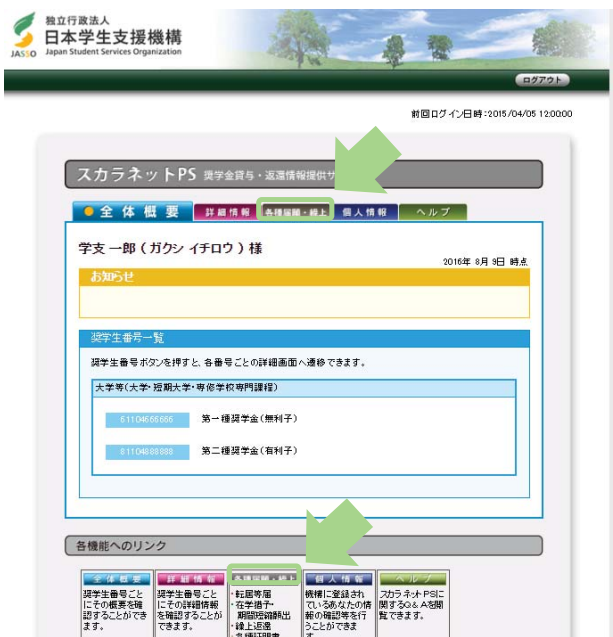 独立行政法人
日本学生支援機構
JASSO Japan Student Services Organization
ログアウト
前回ログイン日時:2015/04/05 12:00:00
スカラネットPS 奨学金貸与・返還情報提供サ
全体概要 詳細情報 各種届願・繰上 個人情報 ヘルプ
学支 一郎 ( ガクシ イチロウ ) 様
2016年 8月 9日 時点
お知らせ
奨学生番号一覧
奨学生番号ボタンを押すと、各番号ごとの詳細画面へ遷移できます。
大学等(大学・短期大学・専修学校専門課程)
第一種奨学金(無利子)
第二種奨学金(有利子)
各機能へのリンク
全体概要 詳細情報 各種届願・繰上 個人情報 ヘルプ
奨学生番号ごとにその概要を確認することができます。
奨学生番号ごとにその詳細情報を確認することができます。
・転居等届
・在学猶予・
期間短縮願出
・繰上返還
・各種証明書
機構に登録されているあなたの情報の確認等を行うことができます。
スカラネットPSに関するQ&Aを閲覧できます。